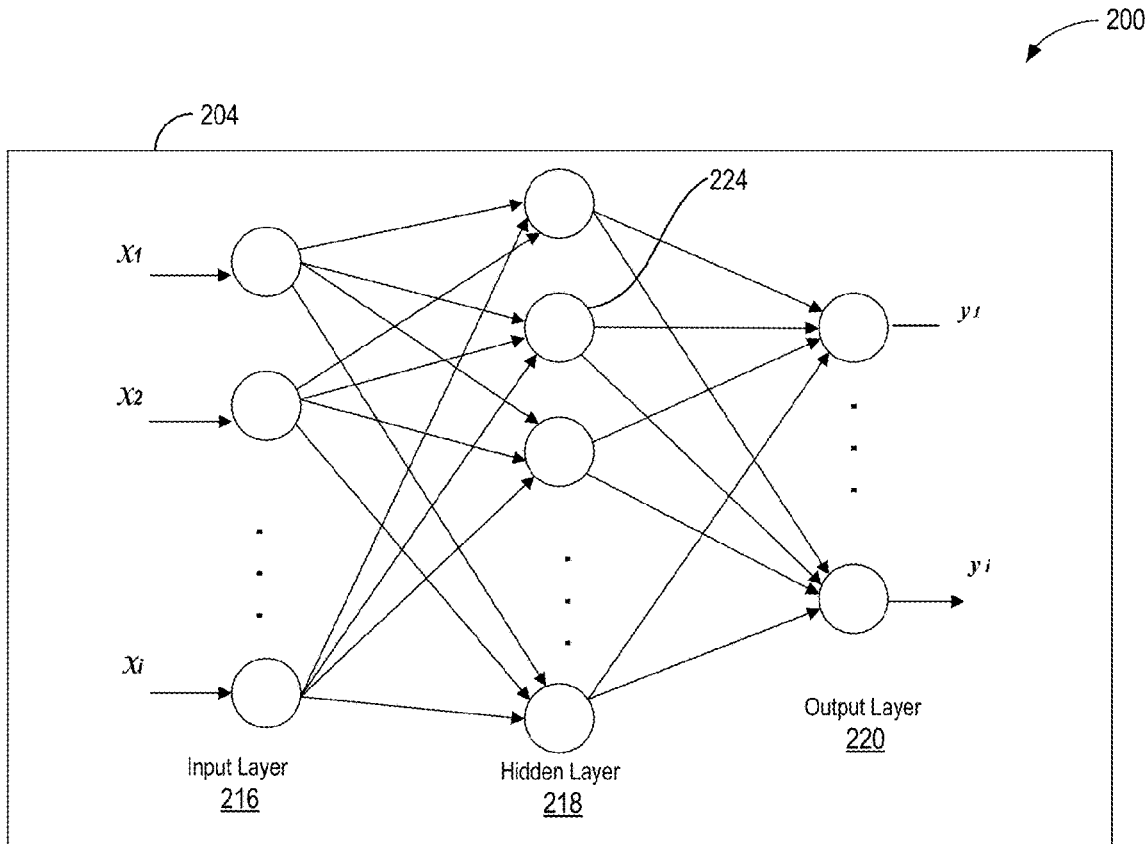 200
204
224
X1
y1
X2
Xi
yi
Output Layer
220
Input Layer
216
Hidden Layer
218